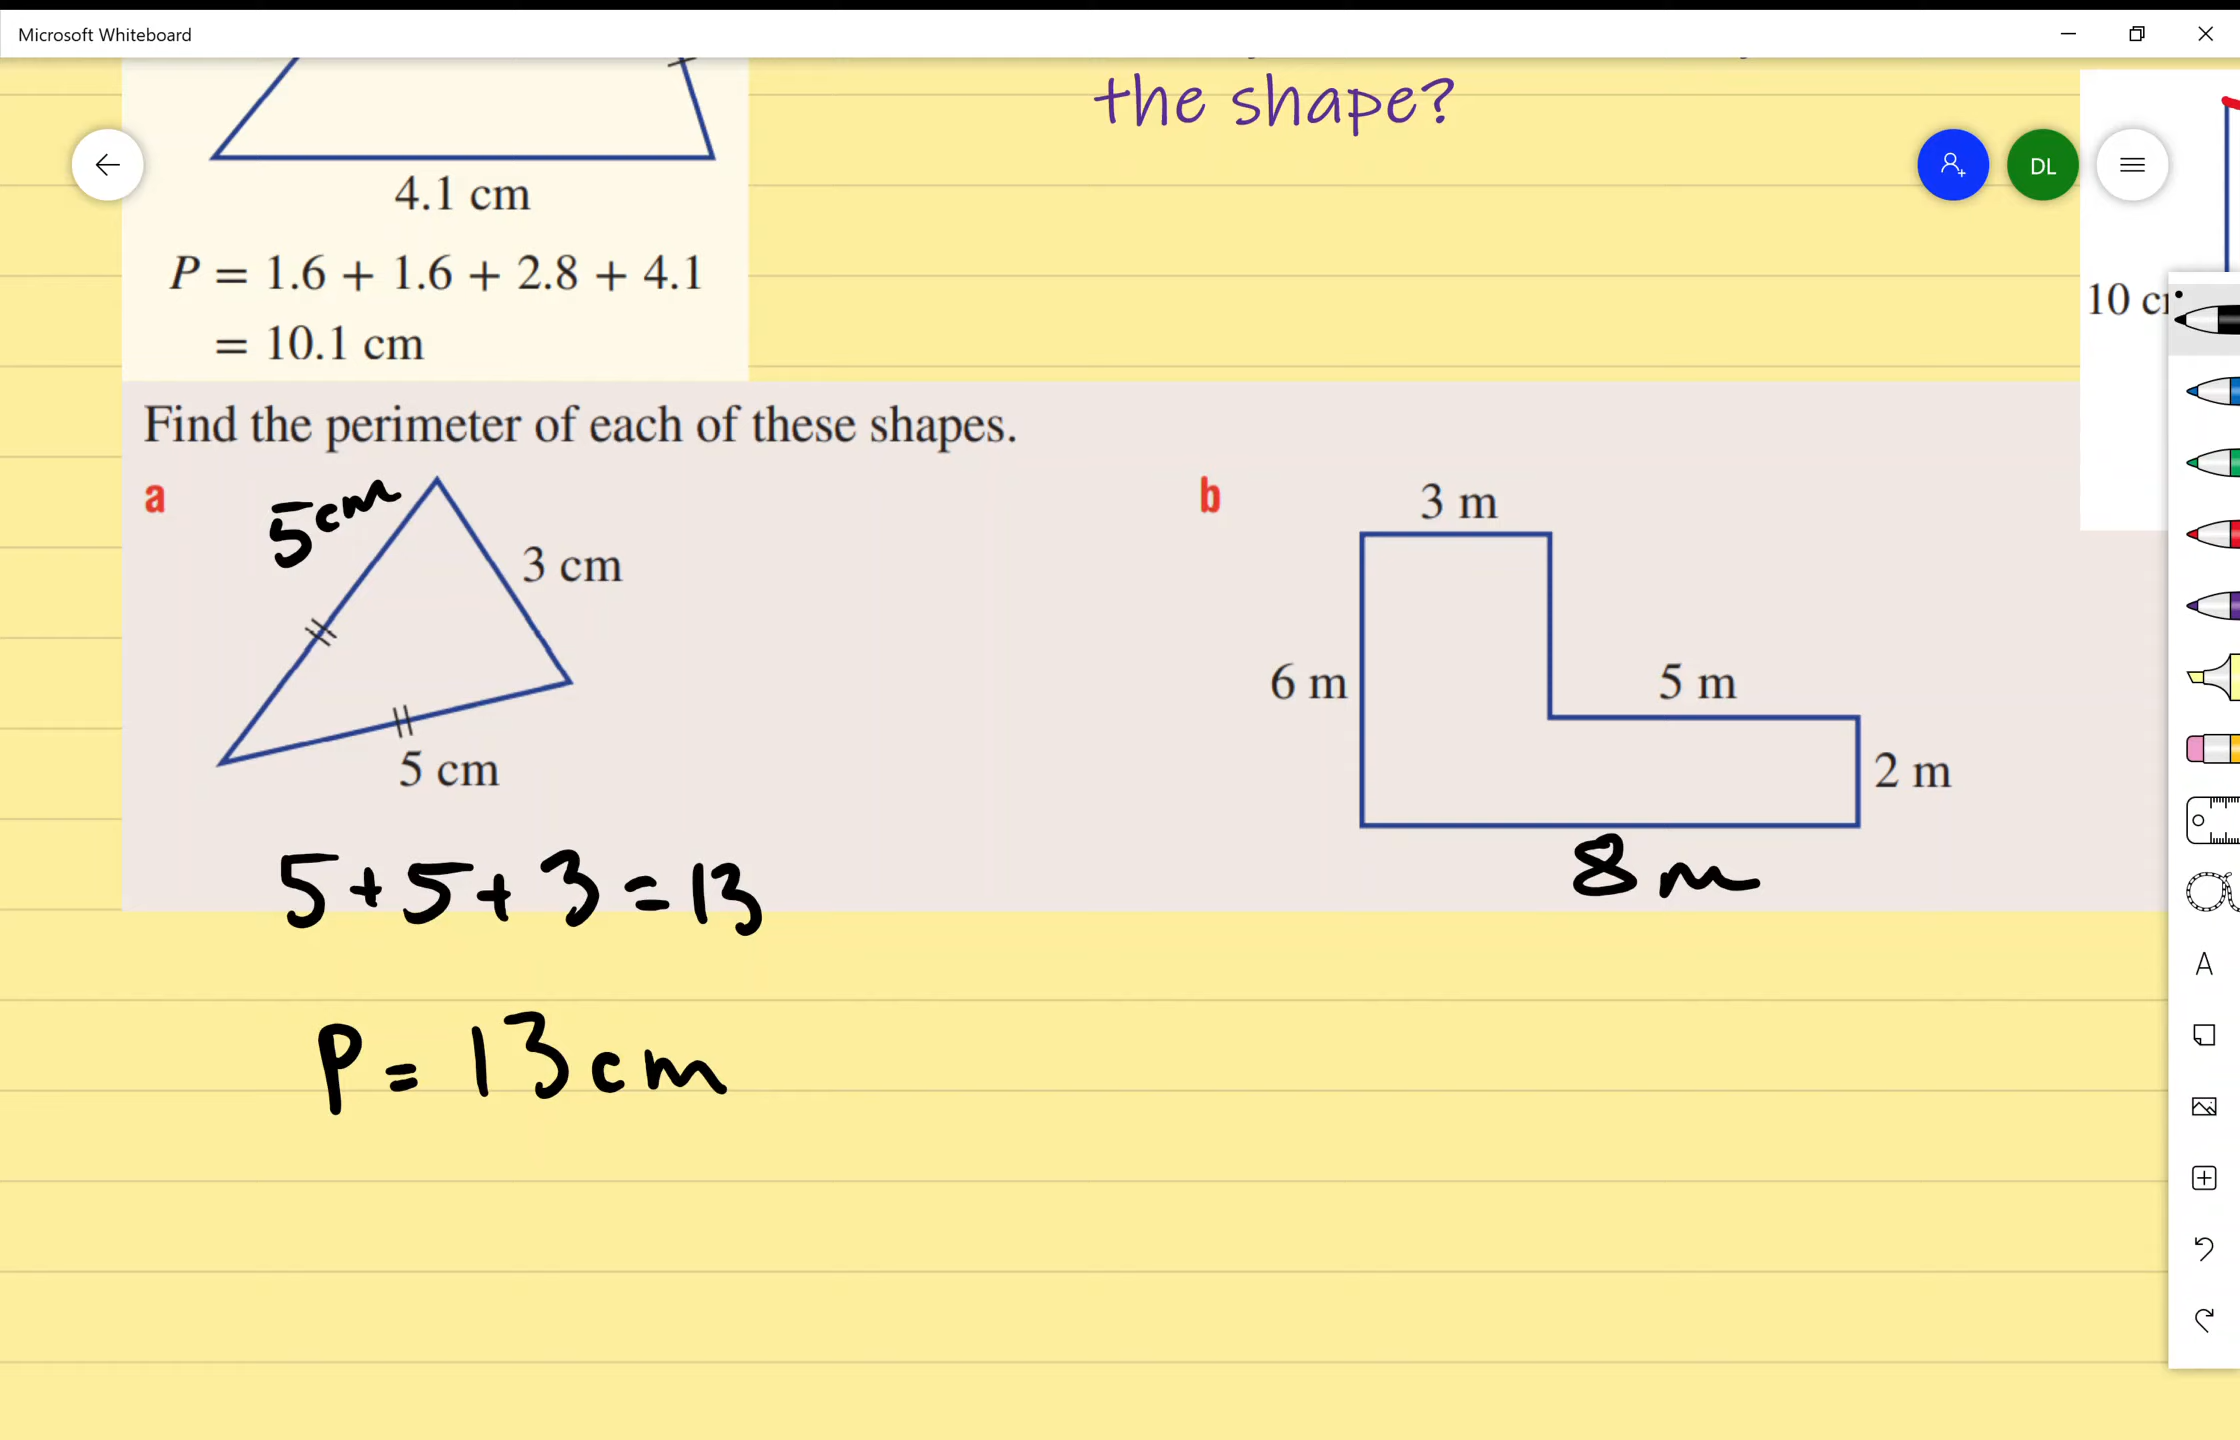 Microsoft Whiteboard
the shape?
DL
4.1 cm
P = 1.6 + 1.6 + 2.8 + 4.1
= 10.1 cm
10
Find the perimeter of each of these shapes.
a
5cm
3 cm
5 cm
5+5+3=13
P= 13cm
b
3 m
6 m
5 m
2 m
8 m
A